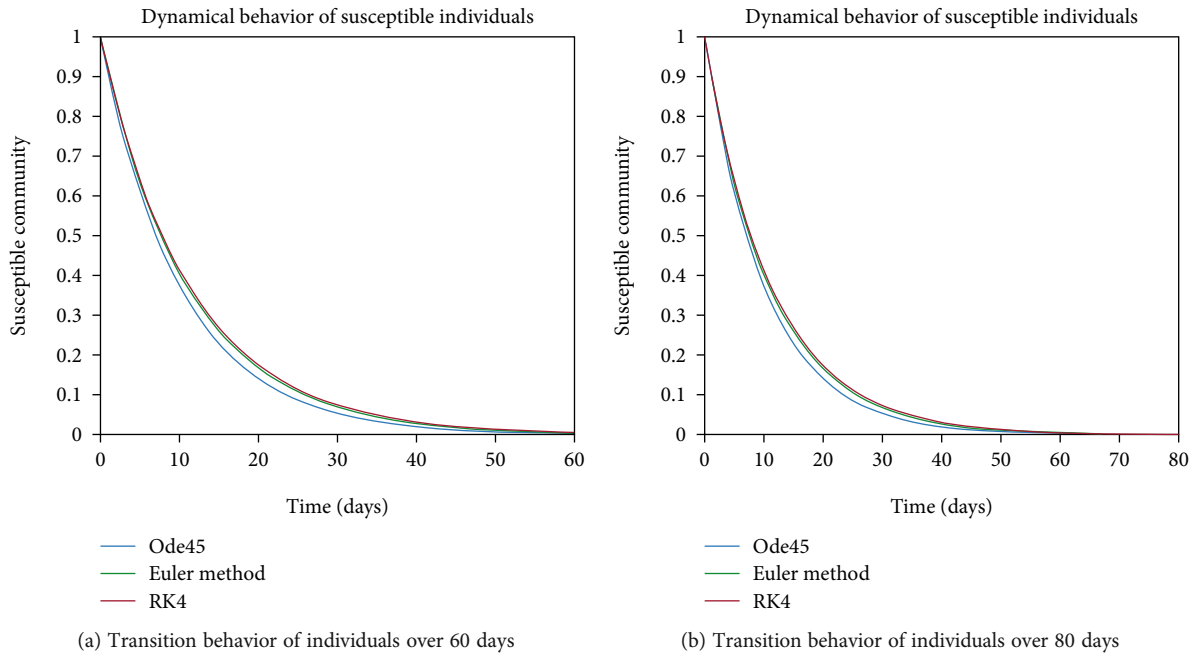 Dynamical behavior of susceptible individuals
1
0.9
0.8
0.7
0.6
0.5
0.4
0.3
0.2
0.1
0
Susceptible community
0 10 20 30 40 50 60
Time (days)
Ode45
Euler method
RK4
(a) Transition behavior of individuals over 60 days
Dynamical behavior of susceptible individuals
1
0.9
0.8
0.7
0.6
0.5
0.4
0.3
0.2
0.1
0
Susceptible community
0 10 20 30 40 50 60 70 80
Time (days)
Ode45
Euler method
RK4
(b) Transition behavior of individuals over 80 days